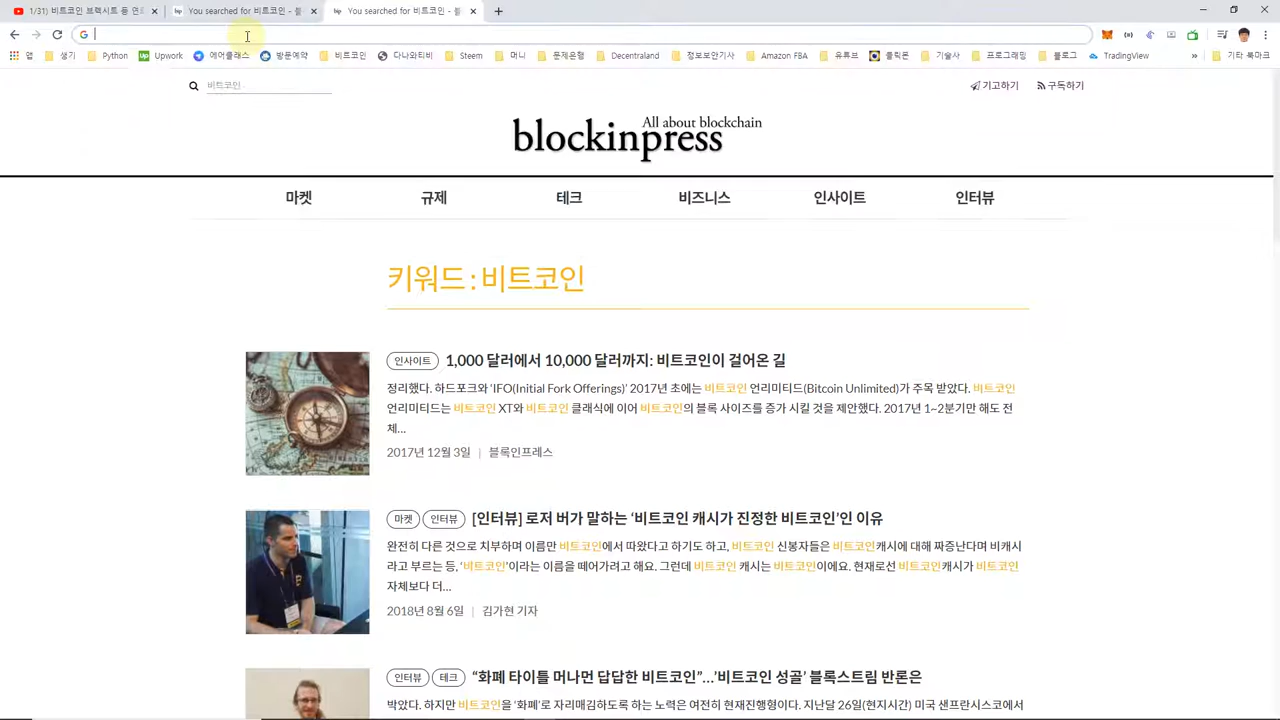 1/31) 비트코인 브렉시트 등 연
You searched for 비트코인 - 블
You searched for 비트코인 - 블
앱 생기 Python Upwork 에어클래스 방문예약 비트코인 다나와티비 Steem 머니 문제은행 Decentraland 정보보안기사 Amazon FBA 유튜브 콜릭폰 기술사 프로그래밍 블로그 TradingView 기타 북마크
비트코인
기고하기 구독하기
All about blockchain
blockinpress
마켓 규제 테크 비즈니스 인사이트 인터뷰
키워드 : 비트코인
인사이트 1,000 달러에서 10,000 달러까지: 비트코인이 걸어온 길
정리했다. 하드포크와 ‘IFO(Initial Fork Offerings)’ 2017년 초에는 비트코인 언리미티드(Bitcoin Unlimited)가 주목 받았다. 비트코인
언리미티드는 비트코인 XT와 비트코인 클래식에 이어 비트코인의 블록 사이즈를 증가 시킬 것을 제안했다. 2017년 1~2분기만 해도 전
체...
2017년 12월 3일 | 블록인프레스
마켓 인터뷰 [인터뷰] 로저 버가 말하는 ‘비트코인 캐시가 진정한 비트코인’인 이유
완전히 다른 것으로 치부하며 이름만 비트코인에서 따왔다고 하기도 하고, 비트코인 신봉자들은 비트코인캐시에 대해 짜증난다며 비캐시
라고 부르는 등, ‘비트코인’이라는 이름을 떼어가려고 해요. 그런데 비트코인 캐시는 비트코인이에요. 현재로선 비트코인캐시가 비트코인
자체보다 더...
2018년 8월 6일 | 김가현 기자
인터뷰 테크 “화폐 타이틀 머나먼 답답한 비트코인”...‘비트코인 성골’ 블록스트림 반론은
박았다. 하지만 비트코인을 ‘화폐’로 자리매김하도록 하는 노력은 여전히 현재진행형이다. 지난달 26일(현지시간) 미국 샌프란시스코에서